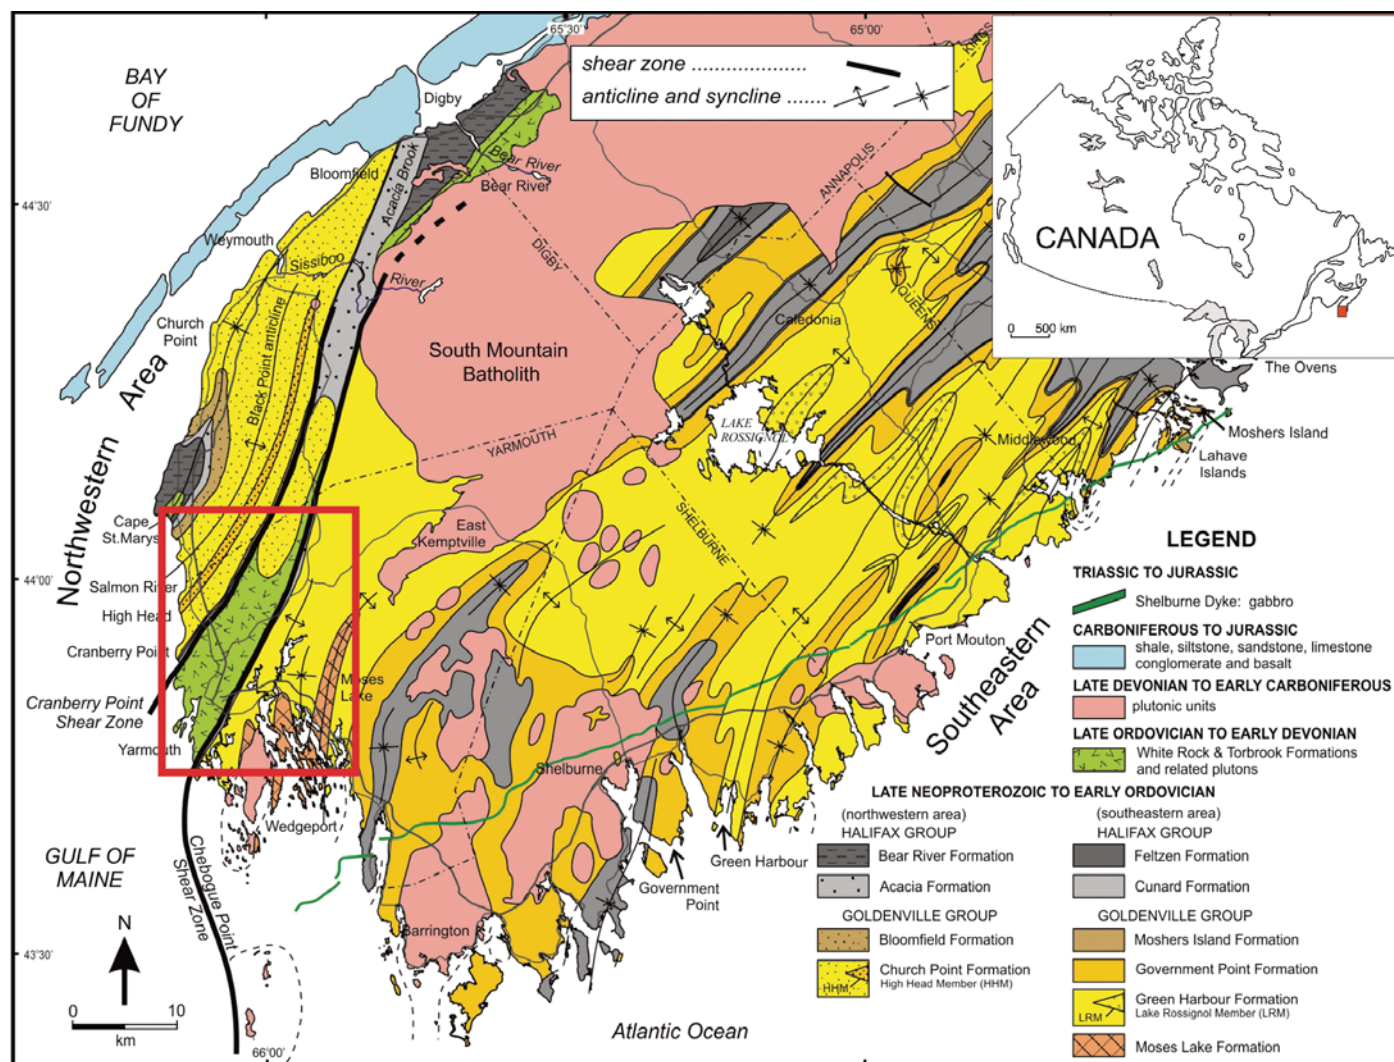 65°30'
65°00'
BAY
OF
FUNDY
shear zone ....................
anticline and syncline .......
KINGS
Digby
Bear River
Bear River
Bloomfield
Acacia Brook
ANNAPOLIS
44°30'
Weymouth
Sissiboo
River
DIGBY
QUEENS
CANADA
0 500 km
Church
Point
Black Point anticline
Caledonia
South Mountain
Batholith
The Ovens
Northwestern
Area
YARMOUTH
LAKE
ROSSIGNOL
Middlewood
Moshers Island
Lahave
Islands
Cape
St.Marys
East
Kemptville
SHELBURNE
44°00'
Salmon River
High Head
Cranberry Point
Moses
Lake
Port Mouton
Southeastern
Area
Cranberry Point
Shear Zone
Yarmouth
Shelburne
Wedgeport
Green Harbour
Government
Point
GULF OF
MAINE
Chebogue Point
Shear Zone
Barrington
43°30'
N
0 10
km
66°00'
Atlantic Ocean
LEGEND
TRIASSIC TO JURASSIC
Shelburne Dyke: gabbro
CARBONIFEROUS TO JURASSIC
shale, siltstone, sandstone, limestone
conglomerate and basalt
LATE DEVONIAN TO EARLY CARBONIFEROUS
plutonic units
LATE ORDOVICIAN TO EARLY DEVONIAN
White Rock & Torbrook Formations
and related plutons
LATE NEOPROTEROZOIC TO EARLY ORDOVICIAN
(northwestern area)
HALIFAX GROUP
Bear River Formation
Acacia Formation
GOLDENVILLE GROUP
Bloomfield Formation
Church Point Formation
High Head Member (HHM)
HHM
(southeastern area)
HALIFAX GROUP
Feltzen Formation
Cunard Formation
GOLDENVILLE GROUP
Moshers Island Formation
Government Point Formation
Green Harbour Formation
Lake Rossignol Member (LRM)
LRM
Moses Lake Formation